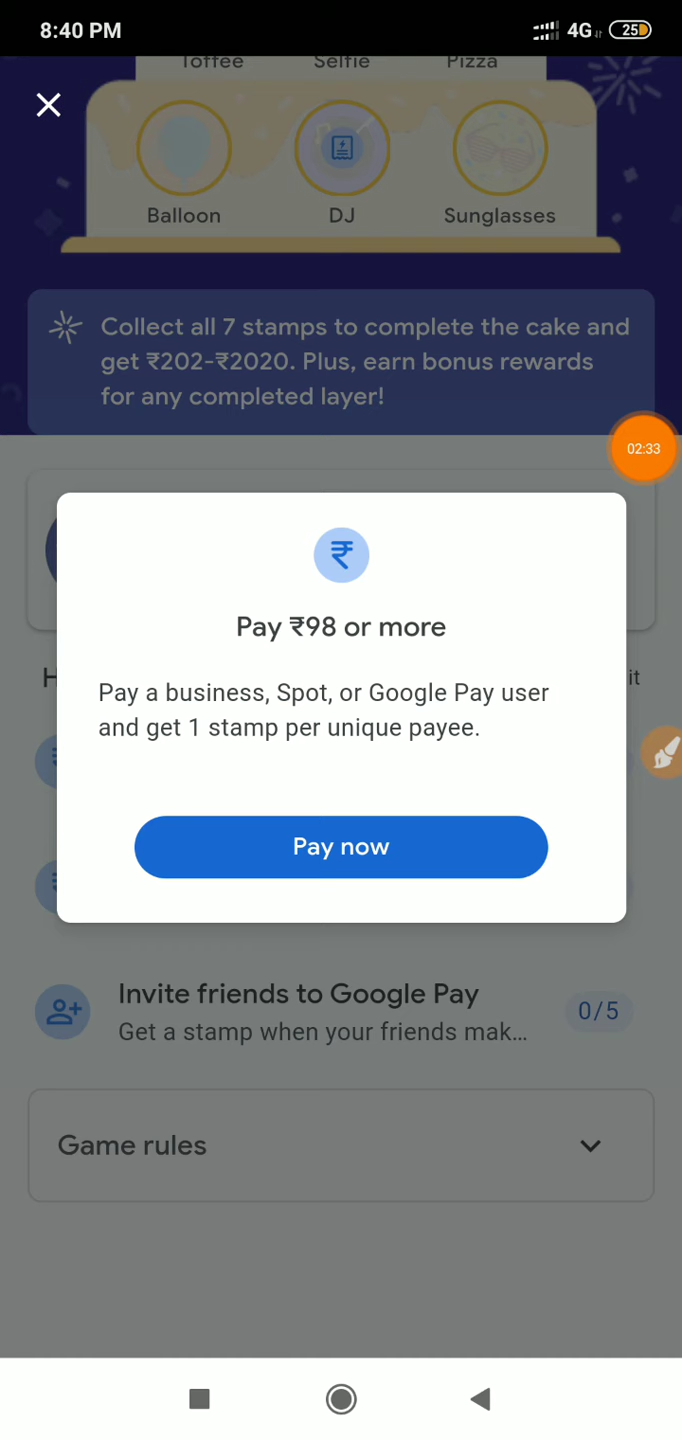 8:40 PM
4G
25
Toffee Selfie Pizza
Balloon DJ Sunglasses
Collect all 7 stamps to complete the cake and
get ₹202-₹2020. Plus, earn bonus rewards
for any completed layer!
02:33
₹
Pay ₹98 or more
H
it
Pay a business, Spot, or Google Pay user
and get 1 stamp per unique payee.
Pay now
Invite friends to Google Pay
0/5
Get a stamp when your friends mak...
Game rules